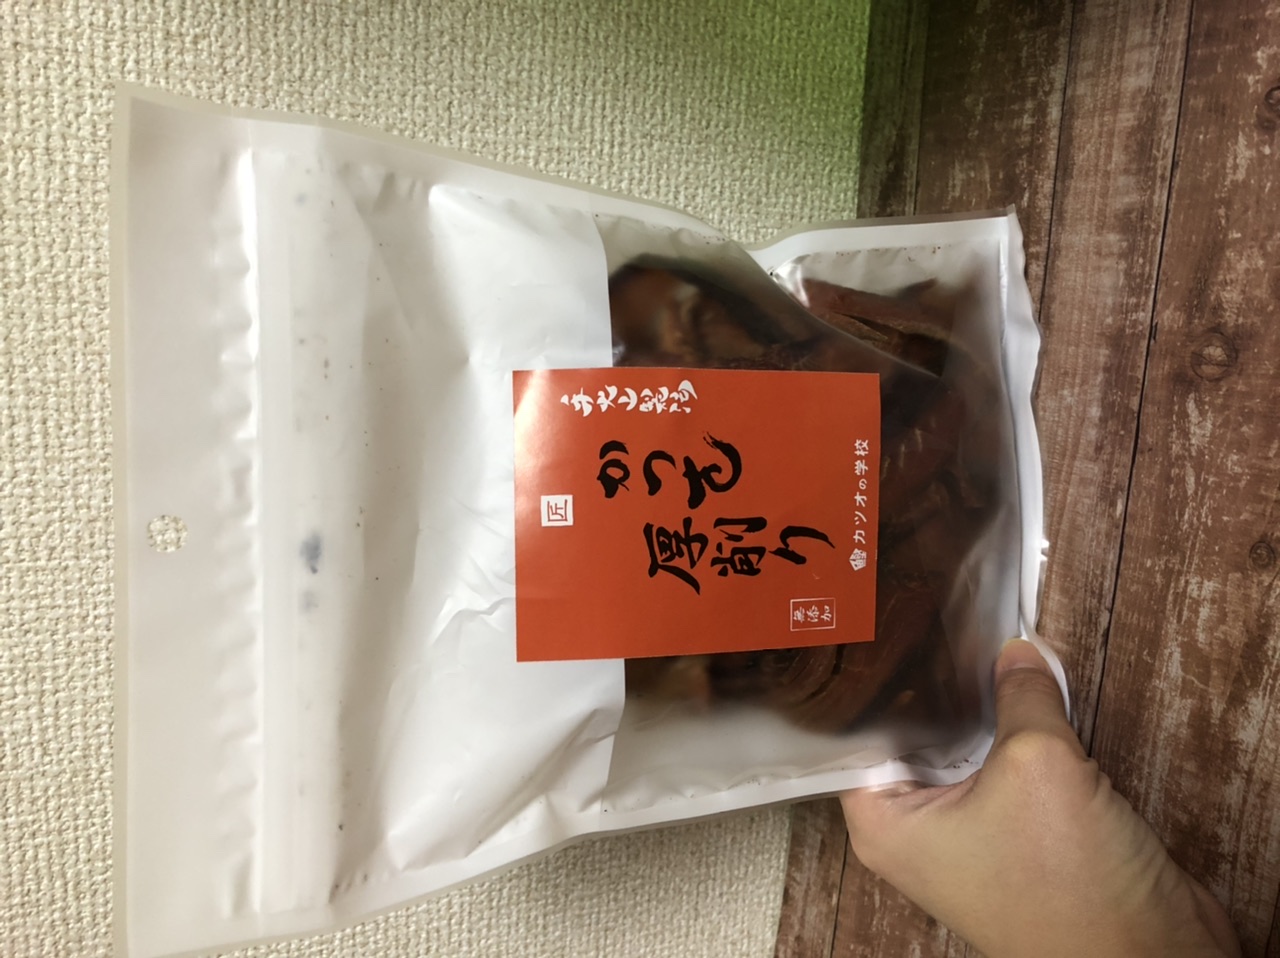 匠
手火山製法
かつを
厚削り
無添加
カツオの学校